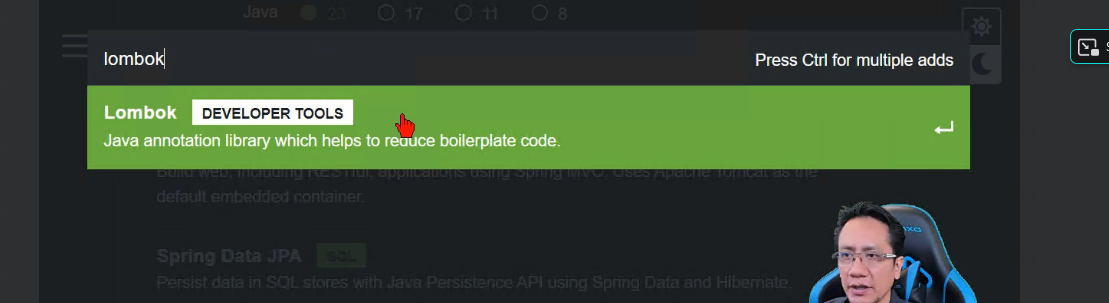 Java 20 17 11 8
lombok
Press Ctrl for multiple adds
Lombok DEVELOPER TOOLS
Java annotation library which helps to reduce boilerplate code.
Build web, including RESTful, applications using Spring MVC. Uses Apache Tomcat as the
default embedded container.
Spring Data JPA SQL
Persist data in SQL stores with Java Persistence API using Spring Data and Hibernate.